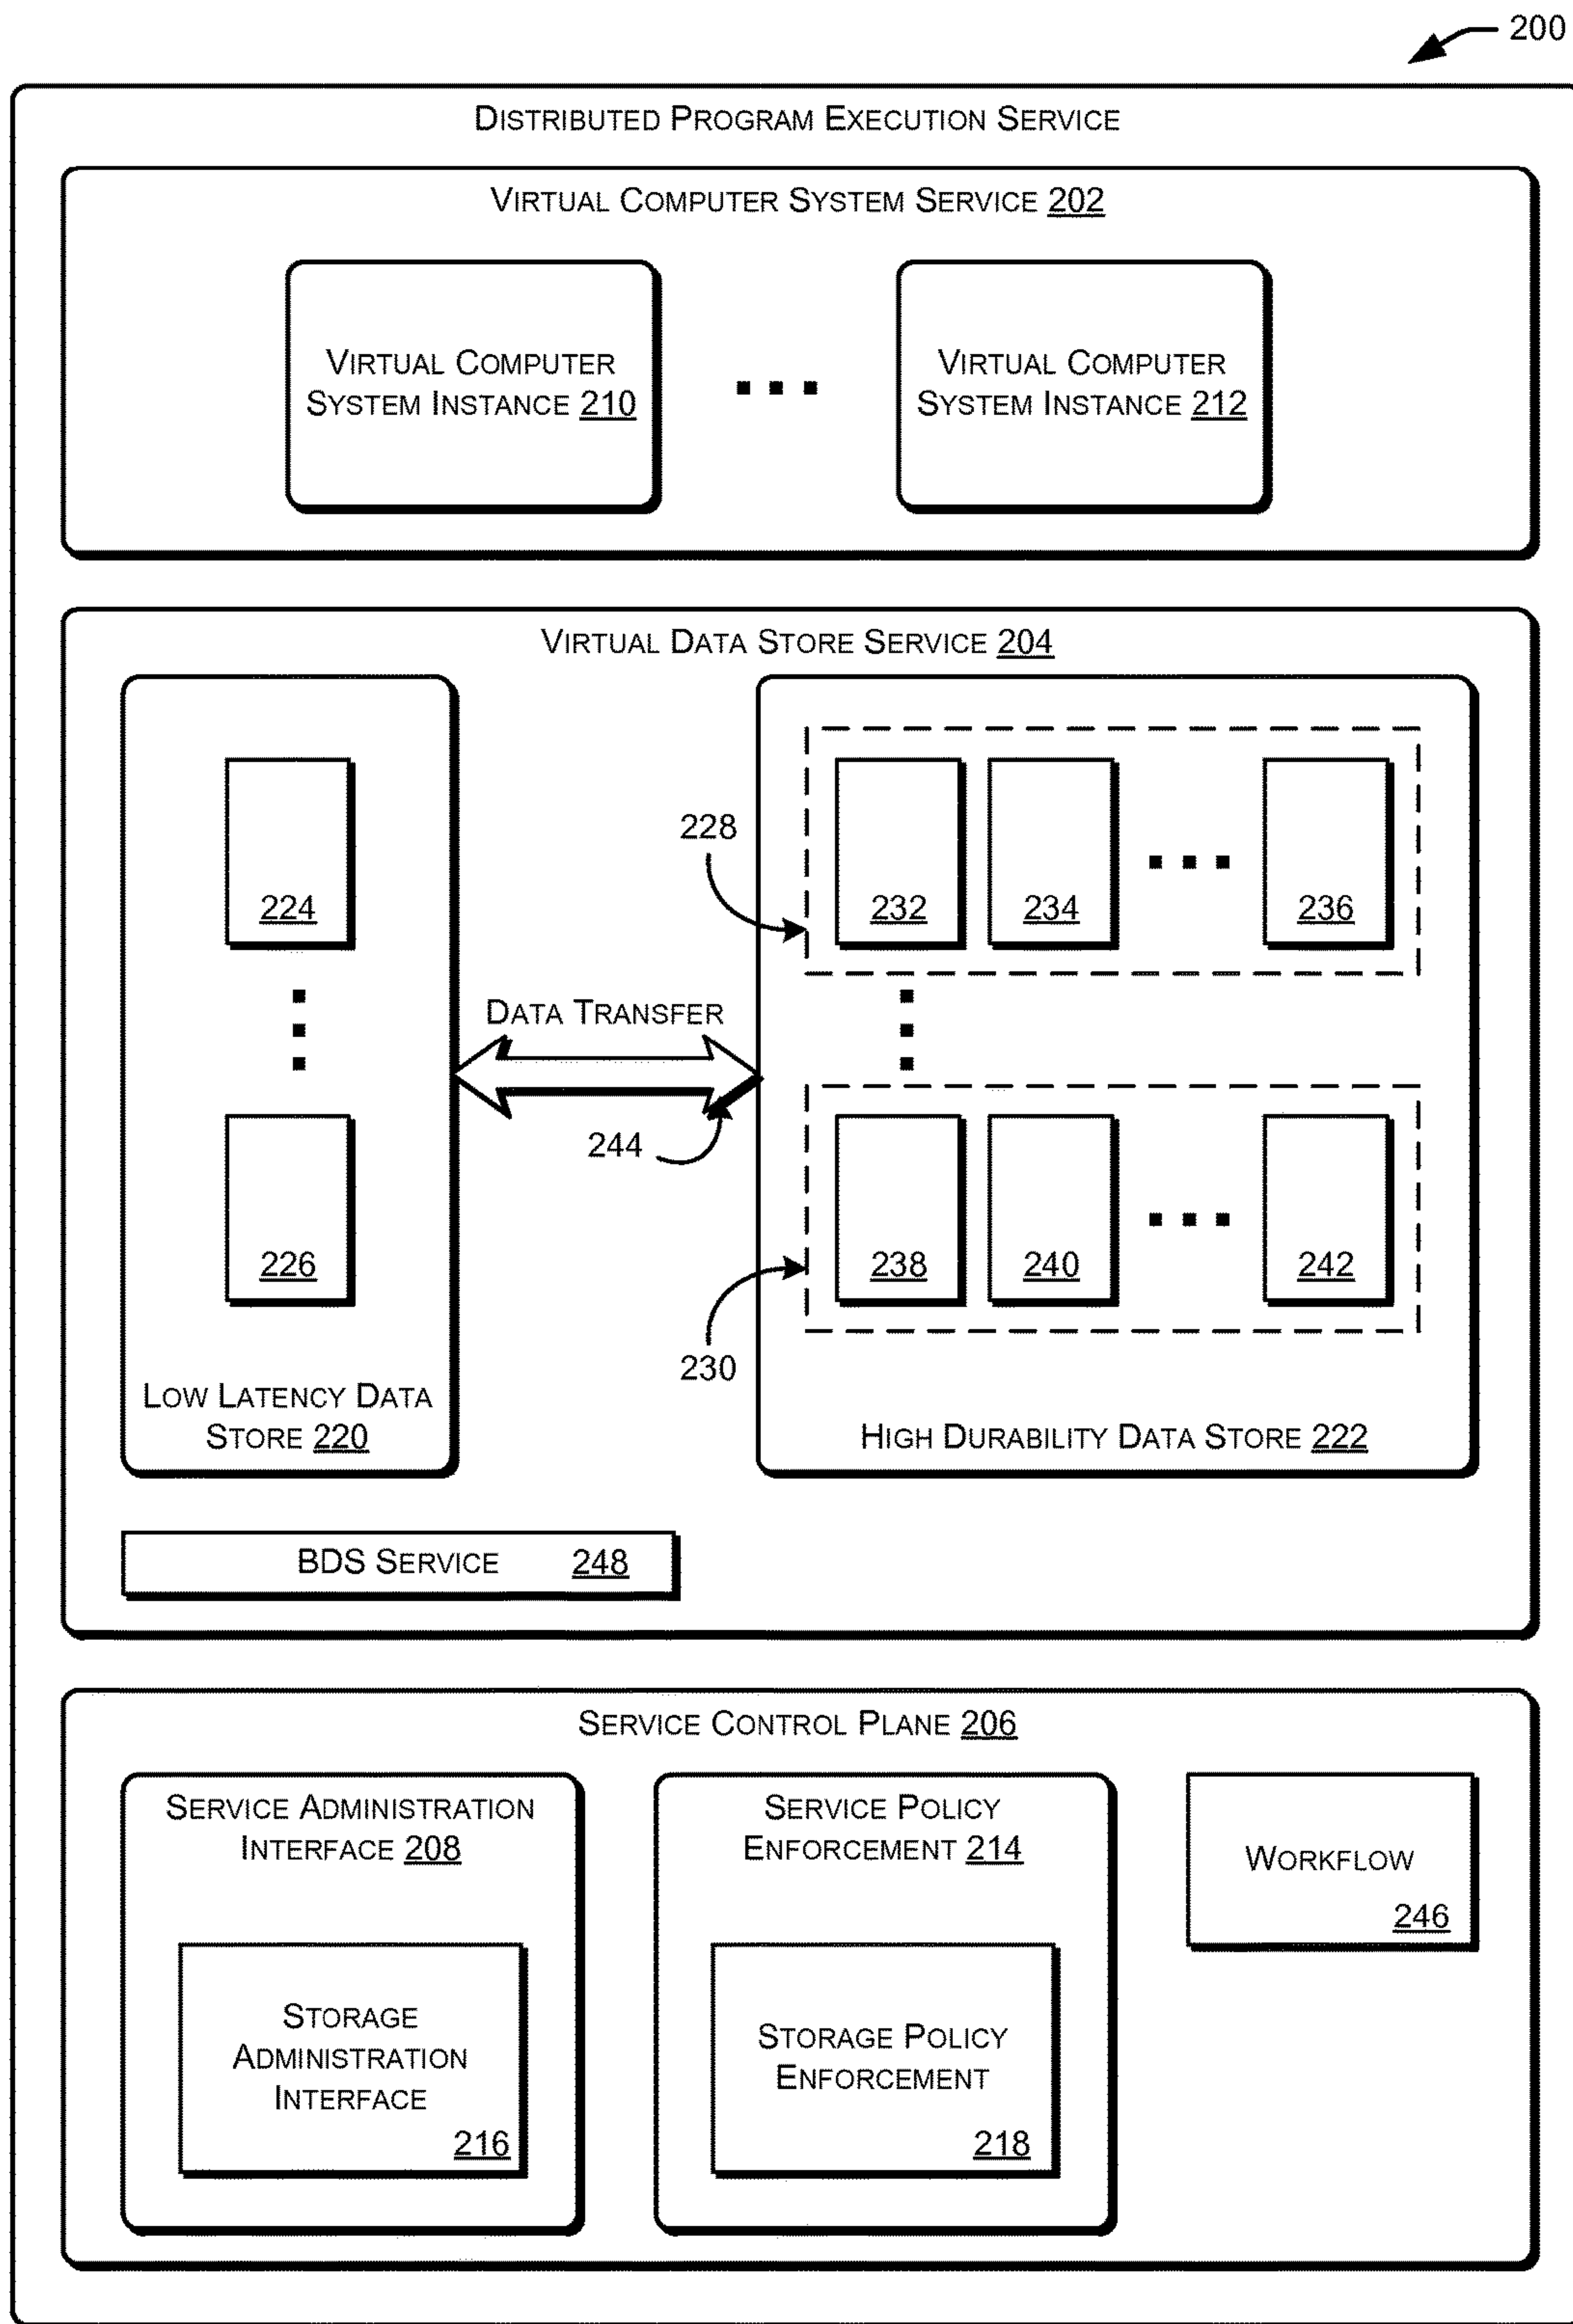 200
DISTRIBUTED PROGRAM EXECUTION SERVICE
VIRTUAL COMPUTER SYSTEM SERVICE 202
VIRTUAL COMPUTER
SYSTEM INSTANCE 210
VIRTUAL COMPUTER
SYSTEM INSTANCE 212
VIRTUAL DATA STORE SERVICE 204
224
226
LOW LATENCY DATA
STORE 220
DATA TRANSFER
244
228
232
234
236
230
238
240
242
HIGH DURABILITY DATA STORE 222
BDS SERVICE 248
SERVICE CONTROL PLANE 206
SERVICE ADMINISTRATION
INTERFACE 208
STORAGE
ADMINISTRATION
INTERFACE
216
SERVICE POLICY
ENFORCEMENT 214
STORAGE POLICY
ENFORCEMENT
218
WORKFLOW
246